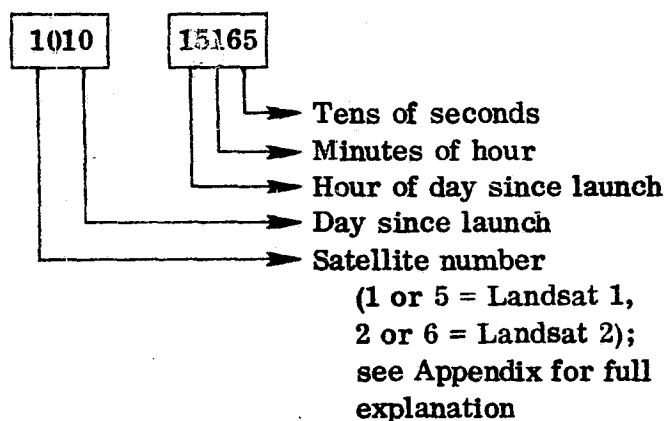 1010 15165
Tens of seconds
Minutes of hour
Hour of day since launch
Day since launch
Satellite number
(1 or 5 = Landsat 1,
2 or 6 = Landsat 2);
see Appendix for full
explanation